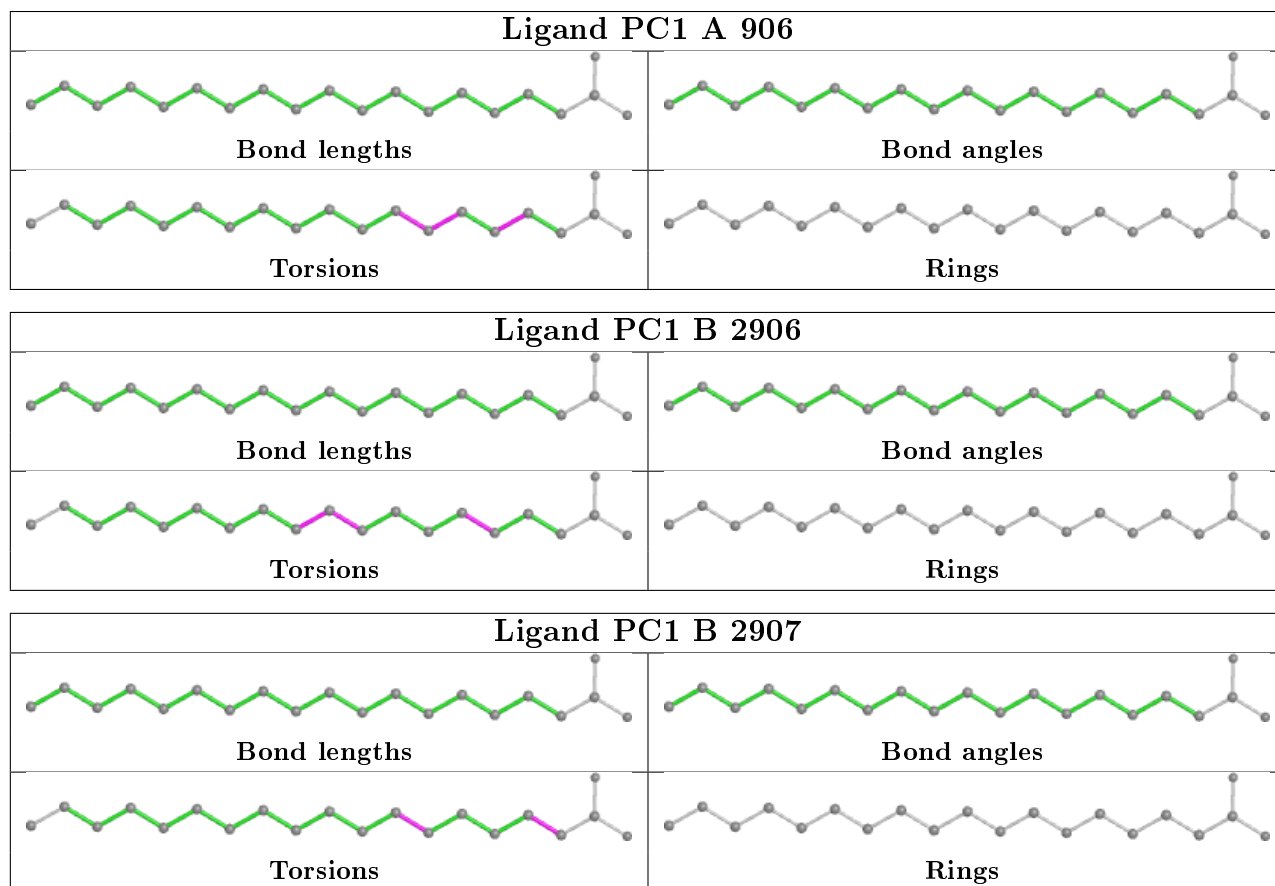 Ligand PC1 A 906
Bond lengths
Bond angles
Torsions
Rings
Ligand PC1 B 2906
Bond lengths
Bond angles
Torsions
Rings
Ligand PC1 B 2907
Bond lengths
Bond angles
Torsions
Rings